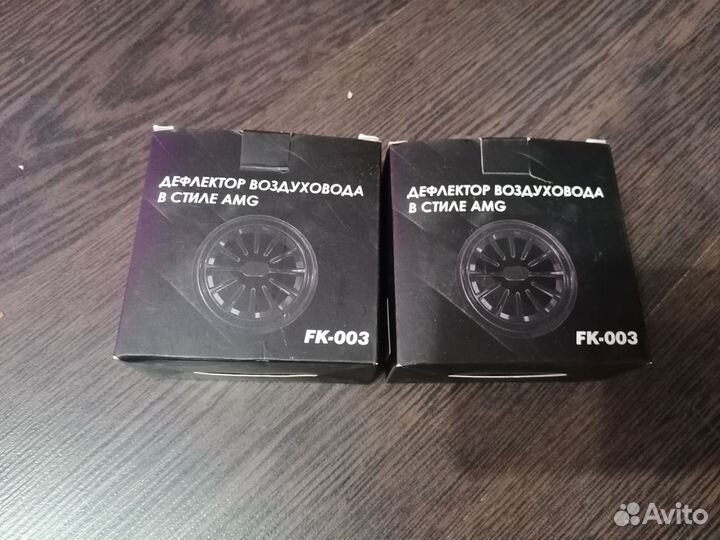 ДЕФЛЕКТОР ВОЗДУХОВОДА
В СТИЛЕ AMG
FK-003
ДЕФЛЕКТОР ВОЗДУХОВОДА
В СТИЛЕ AMG
FK-003
Avito